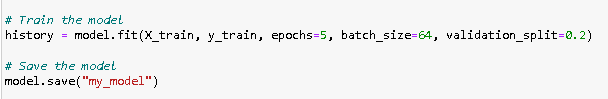 # Train the model
history = model.fit(X_train, y_train, epochs=5, batch_size=64, validation_split=0.2)
# Save the model
model.save("my_model")